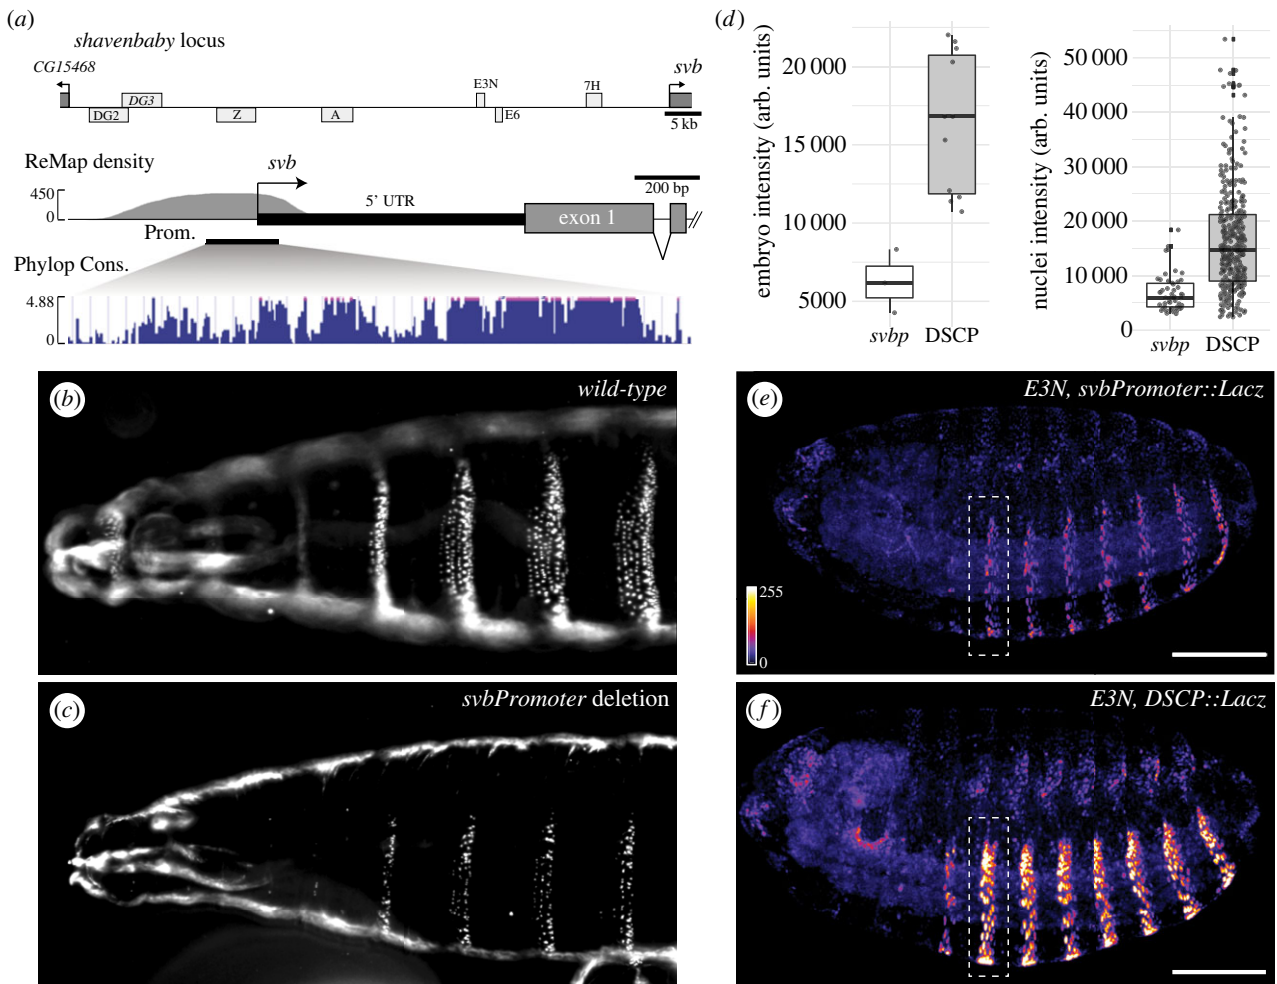 (a)
shavenbaby locus
CG15468
svb
DG2
DG3
Z
A
E3N
E6
7H
5 kb
ReMap density
450
0
svb
200 bp
5' UTR
exon 1
Prom.
Phylop Cons.
4.88
0
(d)
embryo intensity (arb. units)
20 000
15 000
10 000
5000
svbp
DSCP
nuclei intensity (arb. units)
50 000
40 000
30 000
20 000
10 000
0
svbp
DSCP
(b)
wild-type
(c)
svbPromoter deletion
(e)
E3N, svbPromoter::Lacz
255
0
(f)
E3N, DSCP::Lacz